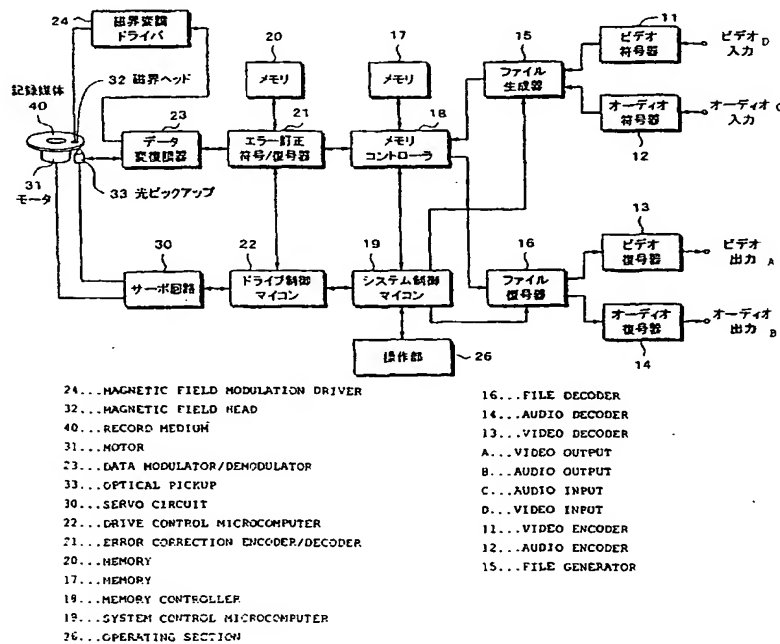 24
磁界変調
ドライバ
20
メモリ
17
メモリ
15
ファイル
生成器
11
ビデオ
符号器
ビデオ D
入力
オーディオ
符号器
12
オーディオ C
入力
32 磁界ヘッド
記録媒体
40
31
モータ
33 光ピックアップ
23
データ
変復調器
21
エラー訂正
符号/復号器
18
メモリ
コントローラ
30
サーボ回路
22
ドライブ制御
マイコン
19
システム制御
マイコン
16
ファイル
復号器
13
ビデオ
復号器
ビデオ
出力 A
オーディオ
復号器
14
オーディオ
出力 B
操作部
26
24...MAGNETIC FIELD MODULATION DRIVER
32...MAGNETIC FIELD HEAD
40...RECORD MEDIUM
31...MOTOR
23...DATA MODULATOR/DEMODULATOR
33...OPTICAL PICKUP
30...SERVO CIRCUIT
22...DRIVE CONTROL MICROCOMPUTER
21...ERROR CORRECTION ENCODER/DECODER
20...MEMORY
17...MEMORY
18...MEMORY CONTROLLER
19...SYSTEM CONTROL MICROCOMPUTER
26...OPERATING SECTION
16...FILE DECODER
14...AUDIO DECODER
13...VIDEO DECODER
A...VIDEO OUTPUT
B...AUDIO OUTPUT
C...AUDIO INPUT
D...VIDEO INPUT
11...VIDEO ENCODER
12...AUDIO ENCODER
15...FILE GENERATOR